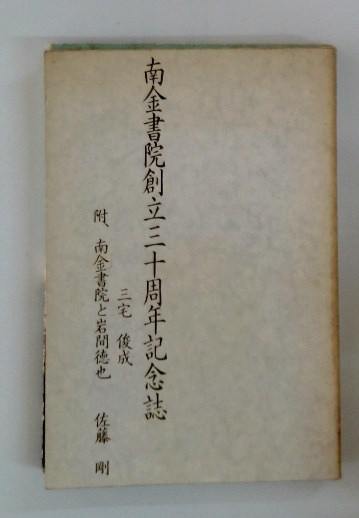 南金書院創立三十周年記念誌
三宅 俊成
附、南金書院と岩間徳也 佐藤 剛